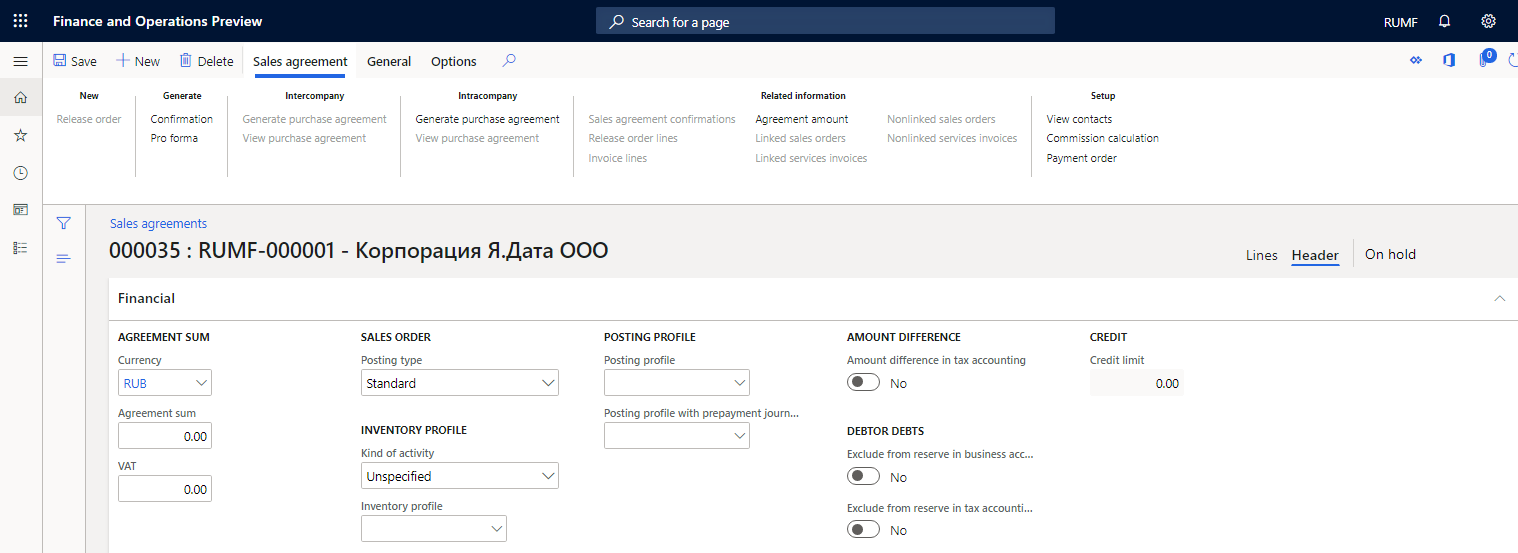 Finance and Operations Preview
Search for a page
RUMF
Save
New
Delete
Sales agreement
General
Options
0
New
Release order
Generate
Confirmation
Pro forma
Intercompany
Generate purchase agreement
View purchase agreement
Intracompany
Generate purchase agreement
View purchase agreement
Related information
Sales agreement confirmations
Release order lines
Invoice lines
Agreement amount
Linked sales orders
Linked services invoices
Nonlinked sales orders
Nonlinked services invoices
Setup
View contacts
Commission calculation
Payment order
Sales agreements
000035 : RUMF-000001 - Корпорация Я.Дата ООО
Lines
Header
On hold
Financial
AGREEMENT SUM
Currency
RUB
Agreement sum
0.00
VAT
0.00
SALES ORDER
Posting type
Standard
INVENTORY PROFILE
Kind of activity
Unspecified
Inventory profile
POSTING PROFILE
Posting profile
Posting profile with prepayment journ...
AMOUNT DIFFERENCE
Amount difference in tax accounting
No
DEBTOR DEBTS
Exclude from reserve in business acc...
No
Exclude from reserve in tax accounti...
No
CREDIT
Credit limit
0.00